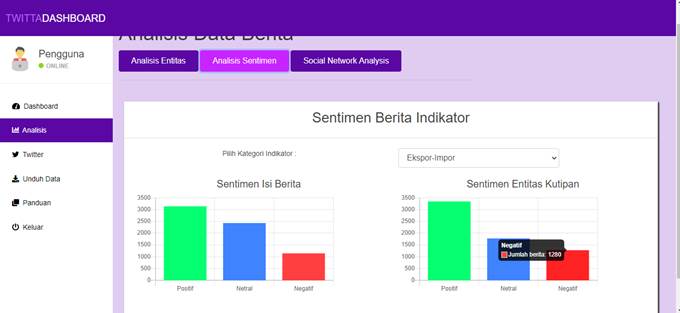 TWITTADASHBOARD
Analisis Data Berita
Pengguna
ONLINE
Dashboard
Analisis
Twitter
Unduh Data
Panduan
Keluar
Analisis Entitas
Analisis Sentimen
Social Network Analysis
Sentimen Berita Indikator
Pilih Kategori Indikator :
Ekspor-Impor
Sentimen Isi Berita
3500
3000
2500
2000
1500
1000
500
0
Positif Netral Negatif
Sentimen Entitas Kutipan
3500
3000
2500
2000
1500
1000
500
0
Negatif
Jumlah berita: 1280
Positif Netral Negatif